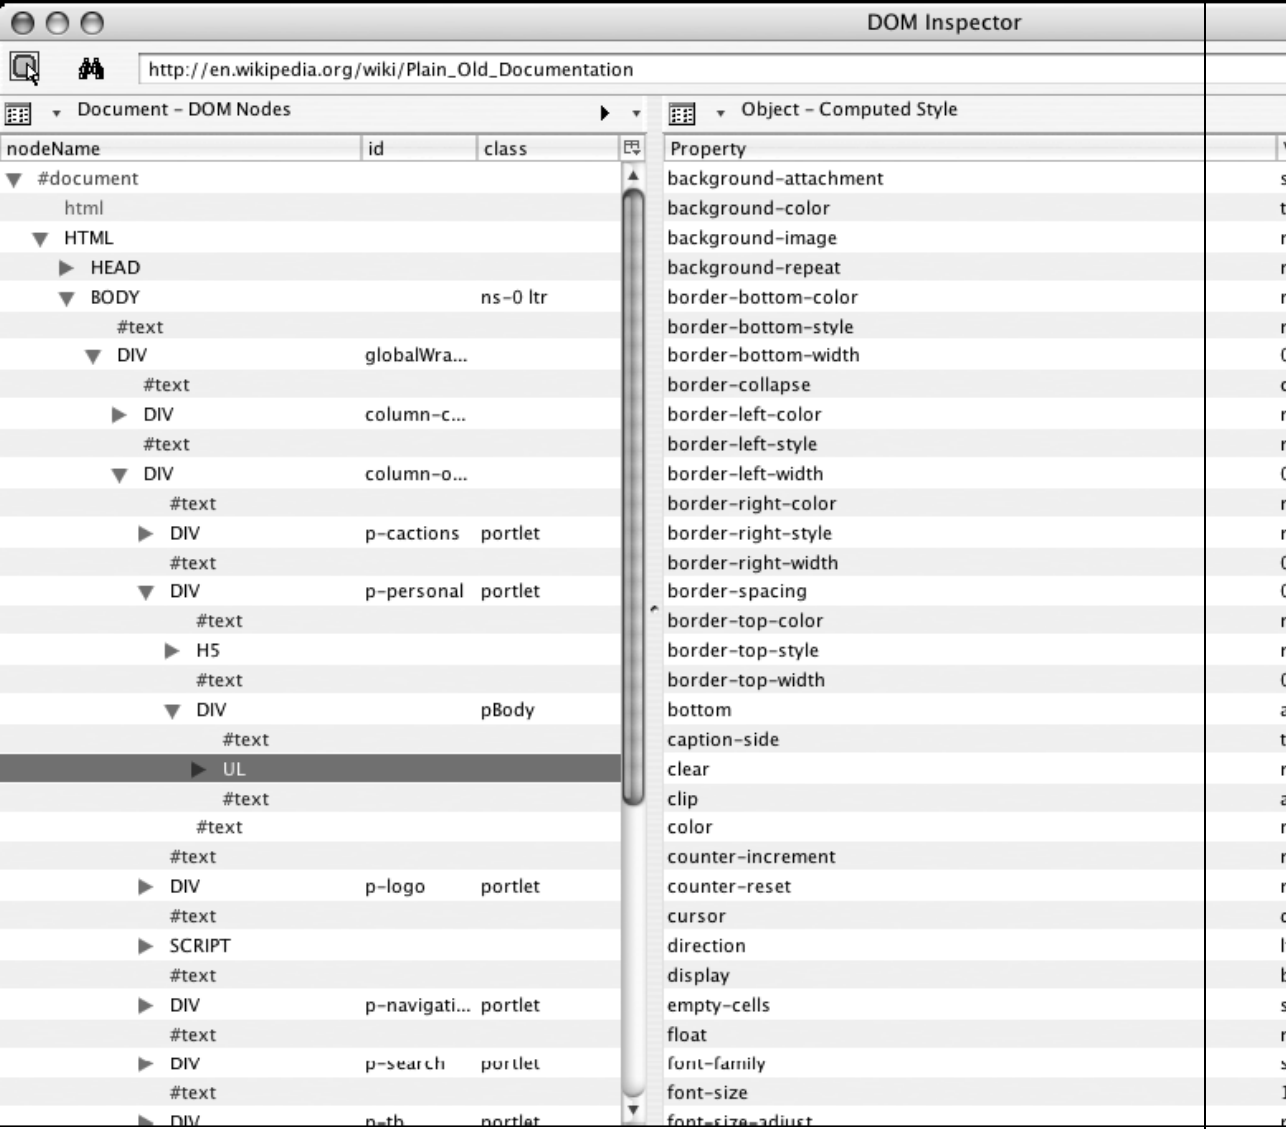 DOM Inspector
http://en.wikipedia.org/wiki/Plain_Old_Documentation
Document – DOM Nodes
Object – Computed Style
nodeName id class
Property
#document
html
HTML
HEAD
BODY ns-0 ltr
#text
DIV globalWra...
#text
DIV column-c...
#text
DIV column-o...
#text
DIV p-cactions portlet
#text
DIV p-personal portlet
#text
H5
#text
DIV pBody
#text
UL
#text
#text
#text
DIV p-logo portlet
#text
SCRIPT
#text
DIV p-navigati... portlet
#text
DIV p-search portlet
#text
DIV p-tb portlet
background-attachment
background-color
background-image
background-repeat
border-bottom-color
border-bottom-style
border-bottom-width
border-collapse
border-left-color
border-left-style
border-left-width
border-right-color
border-right-style
border-right-width
border-spacing
border-top-color
border-top-style
border-top-width
bottom
caption-side
clear
clip
color
counter-increment
counter-reset
cursor
direction
display
empty-cells
float
font-family
font-size
font-size-adjust